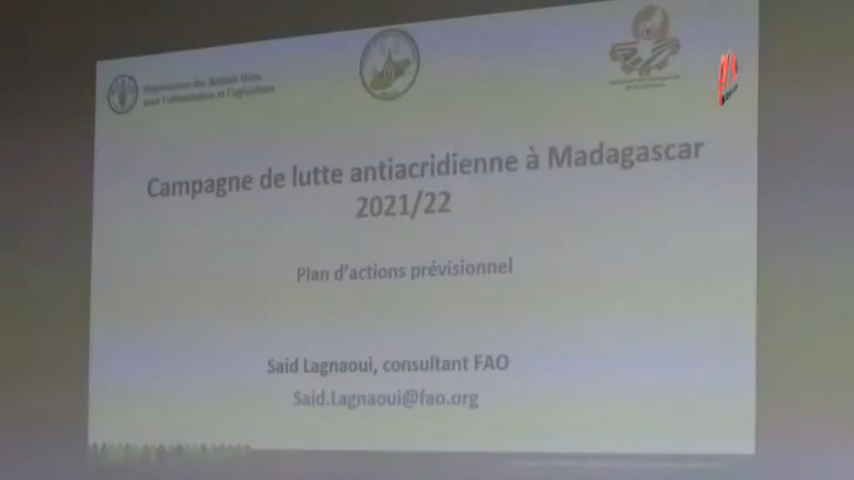 Organisation des Nations Unies
pour l'alimentation et l'agriculture
Campagne de lutte antiacridienne à Madagascar
2021/22
Plan d'actions prévisionnel
Said Lagnaoui, consultant FAO
Said.Lagnaoui@fao.org